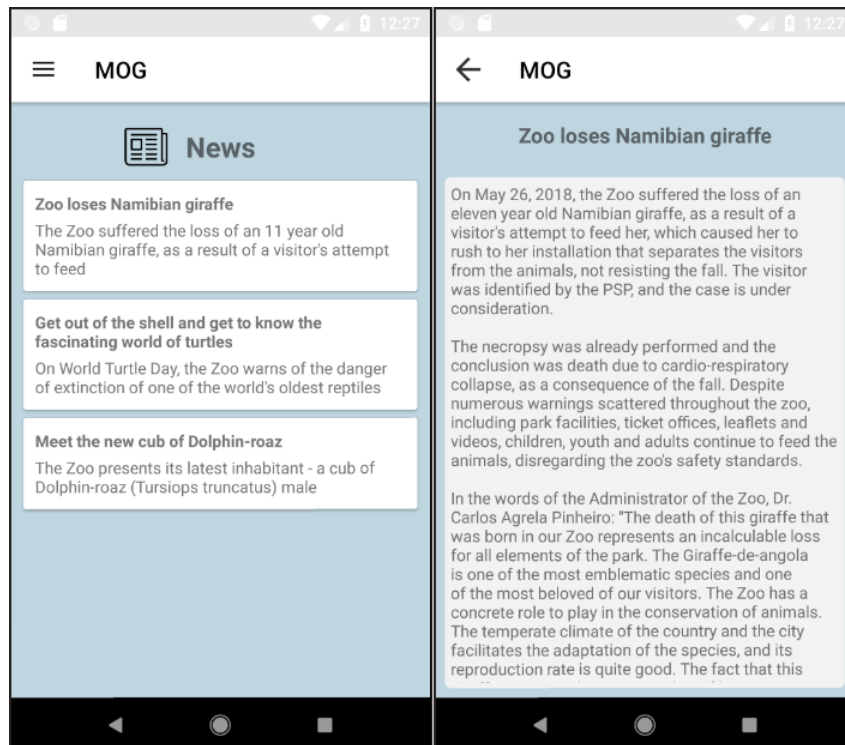 12:27
MOG
News
Zoo loses Namibian giraffe
The Zoo suffered the loss of an 11 year old
Namibian giraffe, as a result of a visitor's attempt
to feed
Get out of the shell and get to know the
fascinating world of turtles
On World Turtle Day, the Zoo warns of the danger
of extinction of one of the world's oldest reptiles
Meet the new cub of Dolphin-roaz
The Zoo presents its latest inhabitant - a cub of
Dolphin-roaz (Tursiops truncatus) male
12:27
MOG
Zoo loses Namibian giraffe
On May 26, 2018, the Zoo suffered the loss of an
eleven year old Namibian giraffe, as a result of a
visitor's attempt to feed her, which caused her to
rush to her installation that separates the visitors
from the animals, not resisting the fall. The visitor
was identified by the PSP, and the case is under
consideration.
The necropsy was already performed and the
conclusion was death due to cardio-respiratory
collapse, as a consequence of the fall. Despite
numerous warnings scattered throughout the zoo,
including park facilities, ticket offices, leaflets and
videos, children, youth and adults continue to feed the
animals, disregarding the zoo's safety standards.
In the words of the Administrator of the Zoo, Dr.
Carlos Agrela Pinheiro: "The death of this giraffe that
was born in our Zoo represents an incalculable loss
for all elements of the park. The Giraffe-de-angola
is one of the most emblematic species and one
of the most beloved of our visitors. The Zoo has a
concrete role to play in the conservation of animals.
The temperate climate of the country and the city
facilitates the adaptation of the species, and its
reproduction rate is quite good. The fact that this